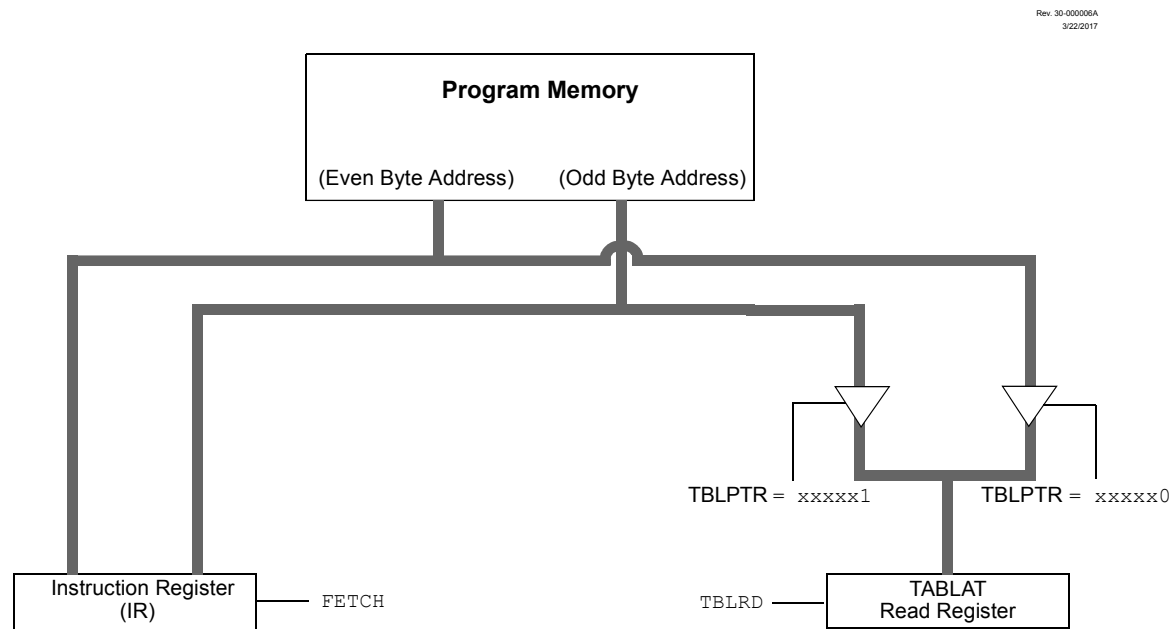 Rev. 30-000006A
3/22/2017
Program Memory
(Even Byte Address) (Odd Byte Address)
TBLPTR = xxxxx1 TBLPTR = xxxxx0
Instruction Register
(IR)
FETCH
TBLRD
TABLAT
Read Register